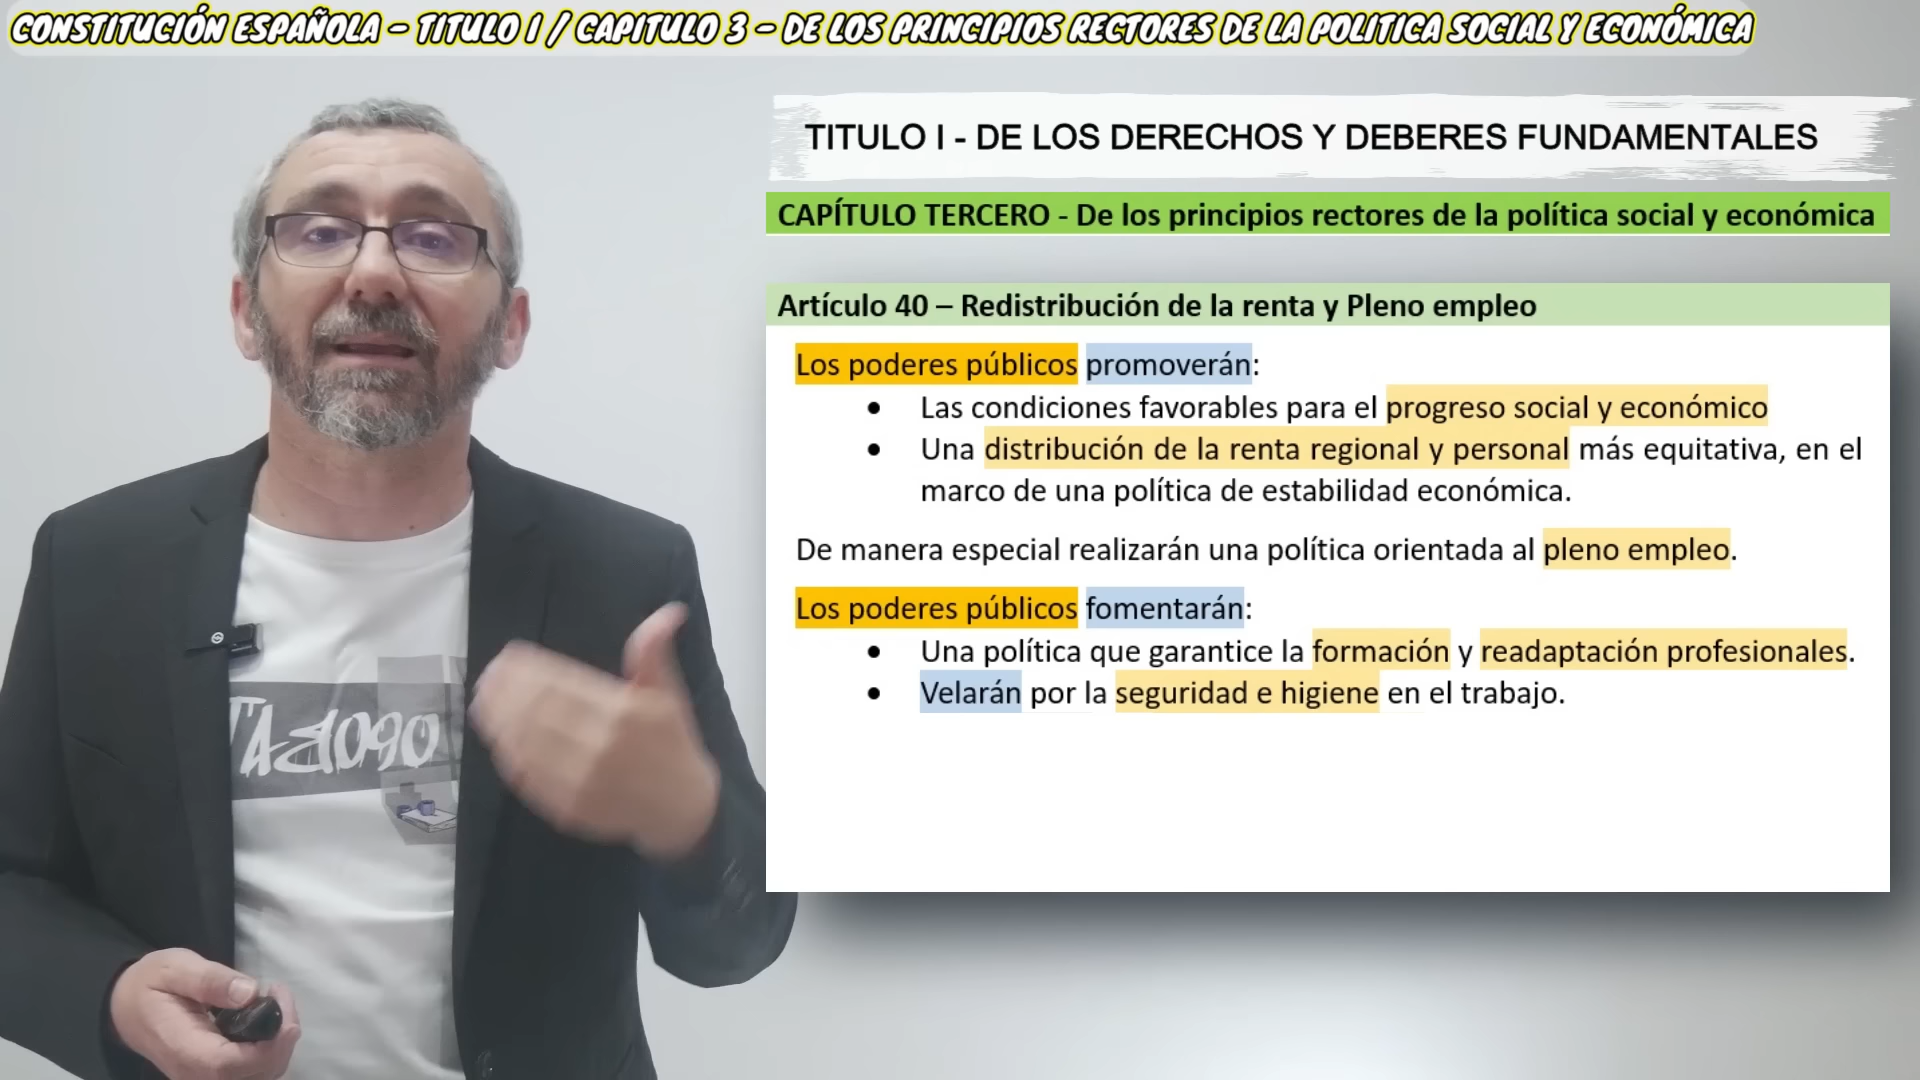 CONSTITUCIÓN ESPAÑOLA - TITULO I / CAPITULO 3 - DE LOS PRINCIPIOS RECTORES DE LA POLITICA SOCIAL Y ECONÓMICA
TITULO I - DE LOS DERECHOS Y DEBERES FUNDAMENTALES
CAPÍTULO TERCERO - De los principios rectores de la política social y económica
Artículo 40 – Redistribución de la renta y Pleno empleo
Los poderes públicos promoverán:
• Las condiciones favorables para el progreso social y económico
• Una distribución de la renta regional y personal más equitativa, en el
marco de una política de estabilidad económica.
De manera especial realizarán una política orientada al pleno empleo.
Los poderes públicos fomentarán:
• Una política que garantice la formación y readaptación profesionales.
• Velarán por la seguridad e higiene en el trabajo.